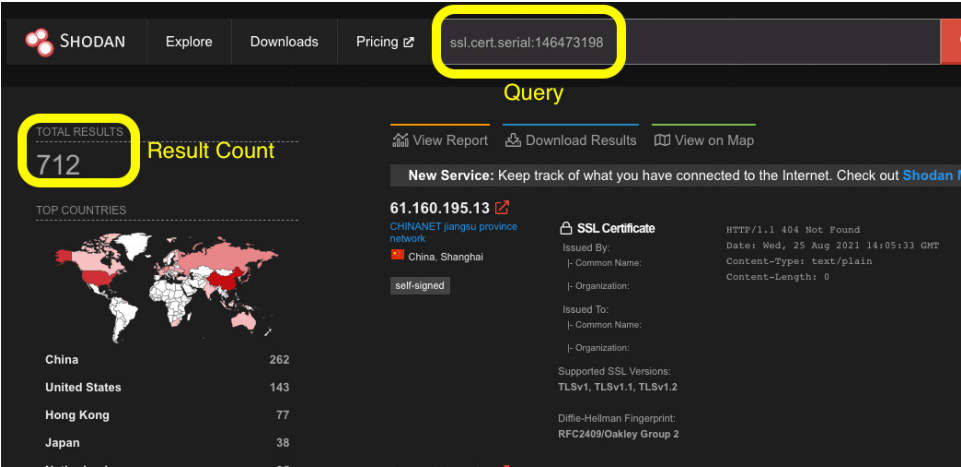 SHODAN Explore Downloads Pricing ssl.cert.serial:146473198
Query
TOTAL RESULTS
712
Result Count
TOP COUNTRIES
China 262
United States 143
Hong Kong 77
Japan 38
View Report Download Results View on Map
New Service: Keep track of what you have connected to the Internet. Check out Shodan
61.160.195.13
CHINANET jiangsu province
network
China, Shanghai
self-signed
SSL Certificate
Issued By:
|- Common Name:
|- Organization:
Issued To:
|- Common Name:
|- Organization:
Supported SSL Versions:
TLSv1, TLSv1.1, TLSv1.2
Diffie-Hellman Fingerprint:
RFC2409/Oakley Group 2
HTTP/1.1 404 Not Found
Date: Wed, 25 Aug 2021 14:05:33 GMT
Content-Type: text/plain
Content-Length: 0